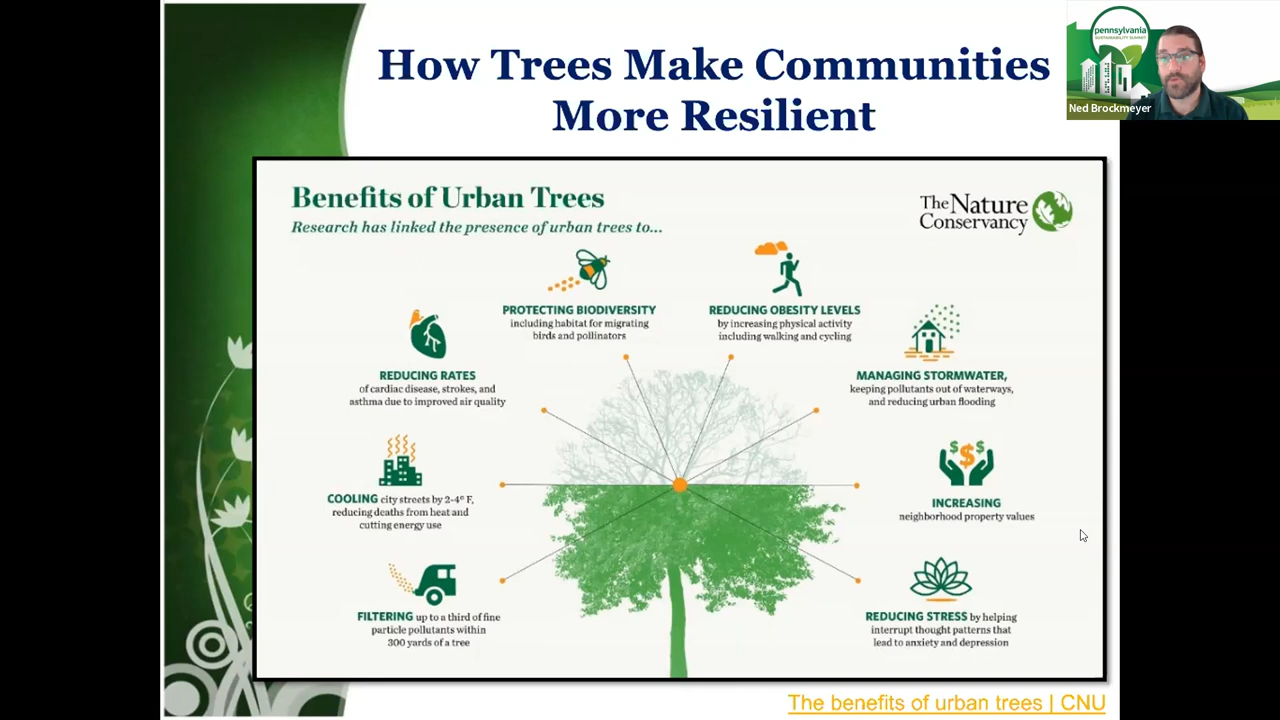 How Trees Make Communities
More Resilient
pennsylvania
SUSTAINABILITY SUMMIT
Ned Brockmeyer
Benefits of Urban Trees
Research has linked the presence of urban trees to...
The Nature
Conservancy
PROTECTING BIODIVERSITY
including habitat for migrating
birds and pollinators
REDUCING OBESITY LEVELS
by increasing physical activity
including walking and cycling
REDUCING RATES
of cardiac disease, strokes, and
asthma due to improved air quality
MANAGING STORMWATER,
keeping pollutants out of waterways,
and reducing urban flooding
COOLING city streets by 2-4° F,
reducing deaths from heat and
cutting energy use
$ $ $
INCREASING
neighborhood property values
FILTERING up to a third of fine
particle pollutants within
300 yards of a tree
REDUCING STRESS by helping
interrupt thought patterns that
lead to anxiety and depression
The benefits of urban trees | CNU